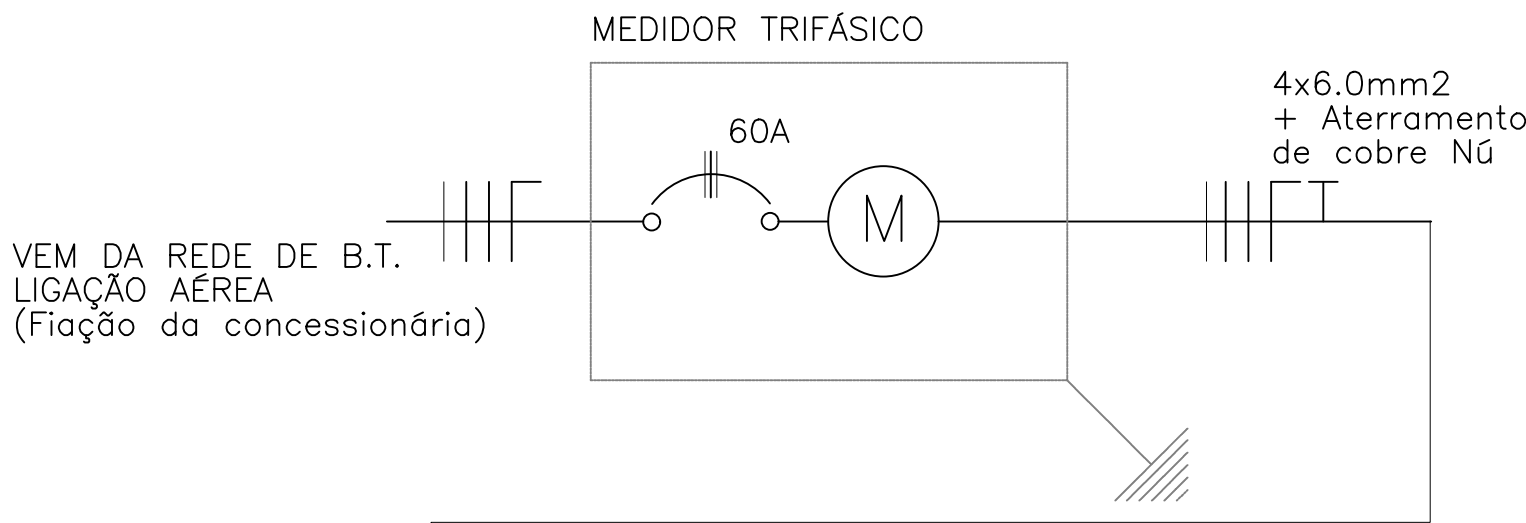 MEDIDOR TRIFÁSICO
4x6.0mm2
+ Aterramento
de cobre Nú
60A
M
VEM DA REDE DE B.T.
LIGAÇÃO AÉREA
(Fiação da concessionária)